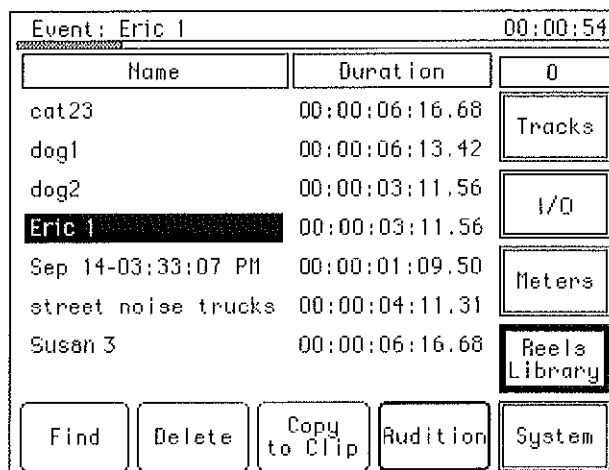 Event: Eric 1 00:00:54
Name Duration 0
cat23 00:00:06:16.68
Tracks
dog1 00:00:06:13.42
dog2 00:00:03:11.56
I/O
Eric 1 00:00:03:11.56
Sep 14-03:33:07 PM 00:00:01:09.50
Meters
street noise trucks 00:00:04:11.31
Susan 3 00:00:06:16.68
Reels
Library
Find Delete Copy
to Clip Audition System